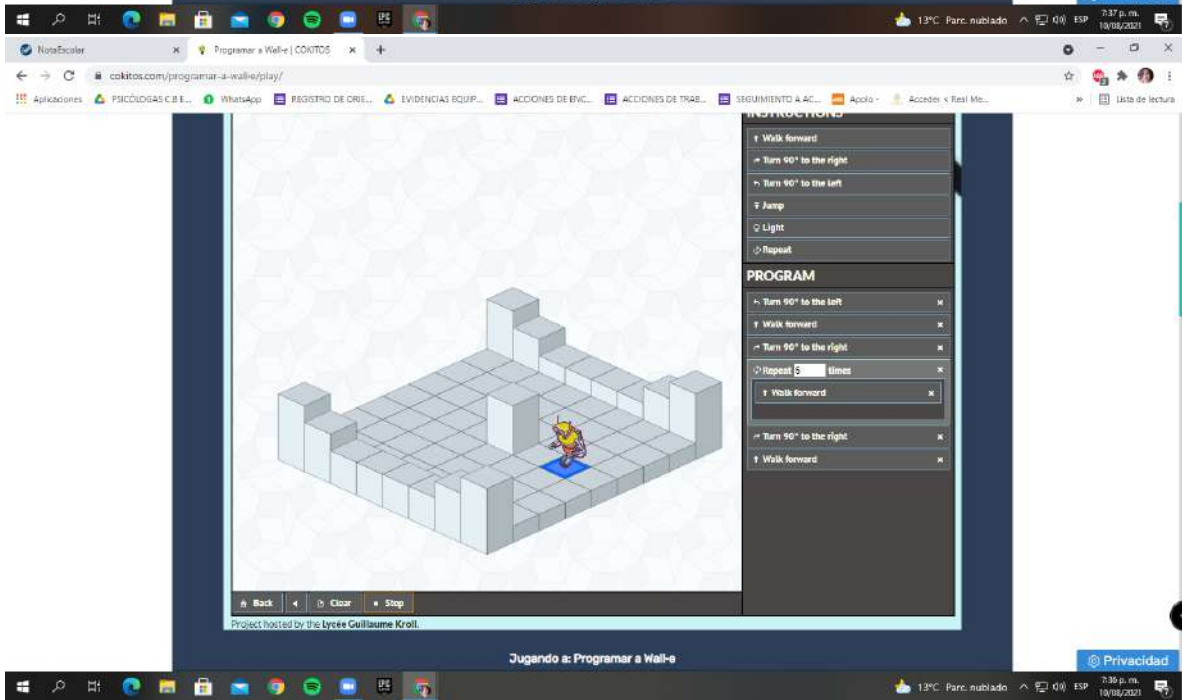 13°C Parc. nublado ESP 7:37 p. m. 10/08/2021
NotaEscolar Programar a Wall-e | COKITOS
cokitos.com/programar-a-wall-e/play/
Aplicaciones PSICÓLOGAS C.B.E... WhatsApp REGISTRO DE ORIE... EVIDENCIAS EQUIP... ACCIONES DE ENC... ACCIONES DE TRAB... SEGUIMIENTO A AC... Apolo - Acceder < Real Me... Lista de lectura
INSTRUCTIONS
Walk forward
Turn 90° to the right
Turn 90° to the left
Jump
Light
Repeat
PROGRAM
Turn 90° to the left
Walk forward
Turn 90° to the right
Repeat 5 times
Walk forward
Turn 90° to the right
Walk forward
Back Clear Stop
Project hosted by the Lycée Guillaume Kroll.
Jugando a: Programar a Wall-e
Privacidad
13°C Parc. nublado ESP 7:36 p. m. 10/08/2021